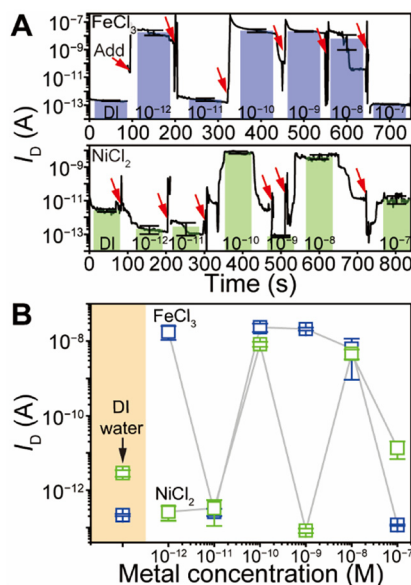 A
10⁻⁷
10⁻⁹
10⁻¹¹
10⁻¹³
FeCl₃
Add
DI
10⁻¹²
10⁻¹¹
10⁻¹⁰
10⁻⁹
10⁻⁸
10⁻⁷
0 100 200 300 400 500 600 700
I_D (A)
10⁻⁹
10⁻¹¹
10⁻¹³
NiCl₂
DI
10⁻¹²
10⁻¹¹
10⁻¹⁰
10⁻⁹
10⁻⁸
10⁻⁷
0 100 200 300 400 500 600 700 800
Time (s)
B
I_D (A)
10⁻⁸
10⁻¹⁰
10⁻¹²
FeCl₃
DI
water
NiCl₂
10⁻¹² 10⁻¹¹ 10⁻¹⁰ 10⁻⁹ 10⁻⁸ 10⁻⁷
Metal concentration (M)